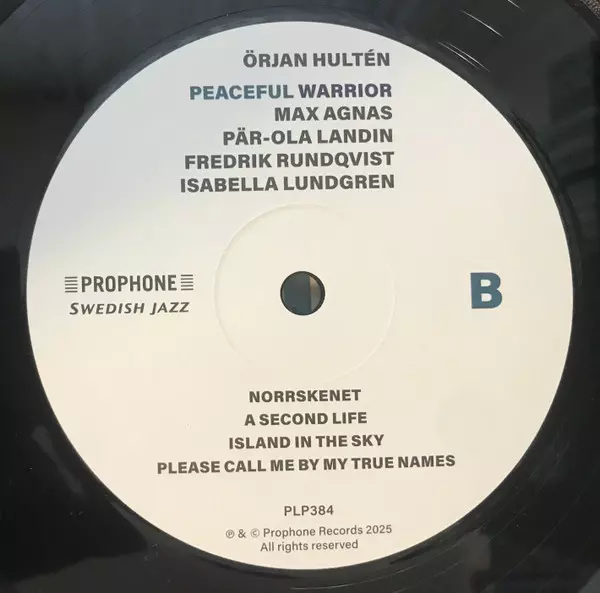 ÖRJAN HULTÉN
PEACEFUL WARRIOR
MAX AGNAS
PÄR-OLA LANDIN
FREDRIK RUNDQVIST
ISABELLA LUNDGREN
PROPHONE
SWEDISH JAZZ
B
NORRSKENET
A SECOND LIFE
ISLAND IN THE SKY
PLEASE CALL ME BY MY TRUE NAMES
PLP384
℗ & © Prophone Records 2025
All rights reserved